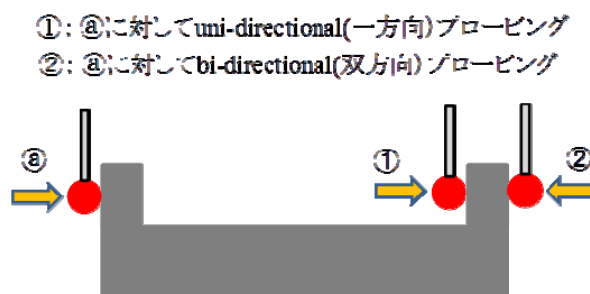 ①: ⓐに対してuni-directional(一方向)プロービング
②: ⓐに対してbi-directional(双方向)プロービング
ⓐ
①
②